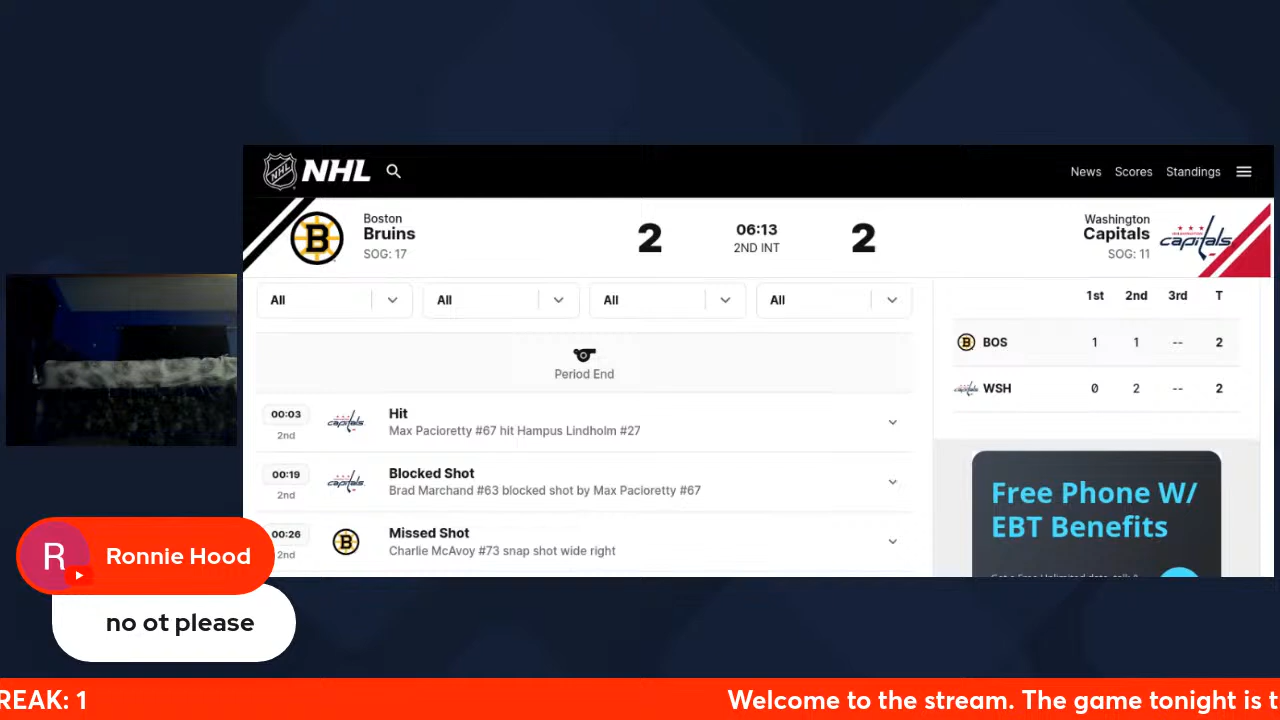 NHL
News Scores Standings
Boston
Bruins
SOG: 17
2
06:13
2ND INT
2
Washington
Capitals
SOG: 11
capitals
All All All All
1st 2nd 3rd T
B BOS 1 1 -- 2
WSH 0 2 -- 2
Period End
00:03
2nd
capitals
Hit
Max Pacioretty #67 hit Hampus Lindholm #27
00:19
2nd
capitals
Blocked Shot
Brad Marchand #63 blocked shot by Max Pacioretty #67
00:26
2nd
B
Missed Shot
Charlie McAvoy #73 snap shot wide right
Free Phone W/
EBT Benefits
R Ronnie Hood
no ot please
REAK: 1 Welcome to the stream. The game tonight is t